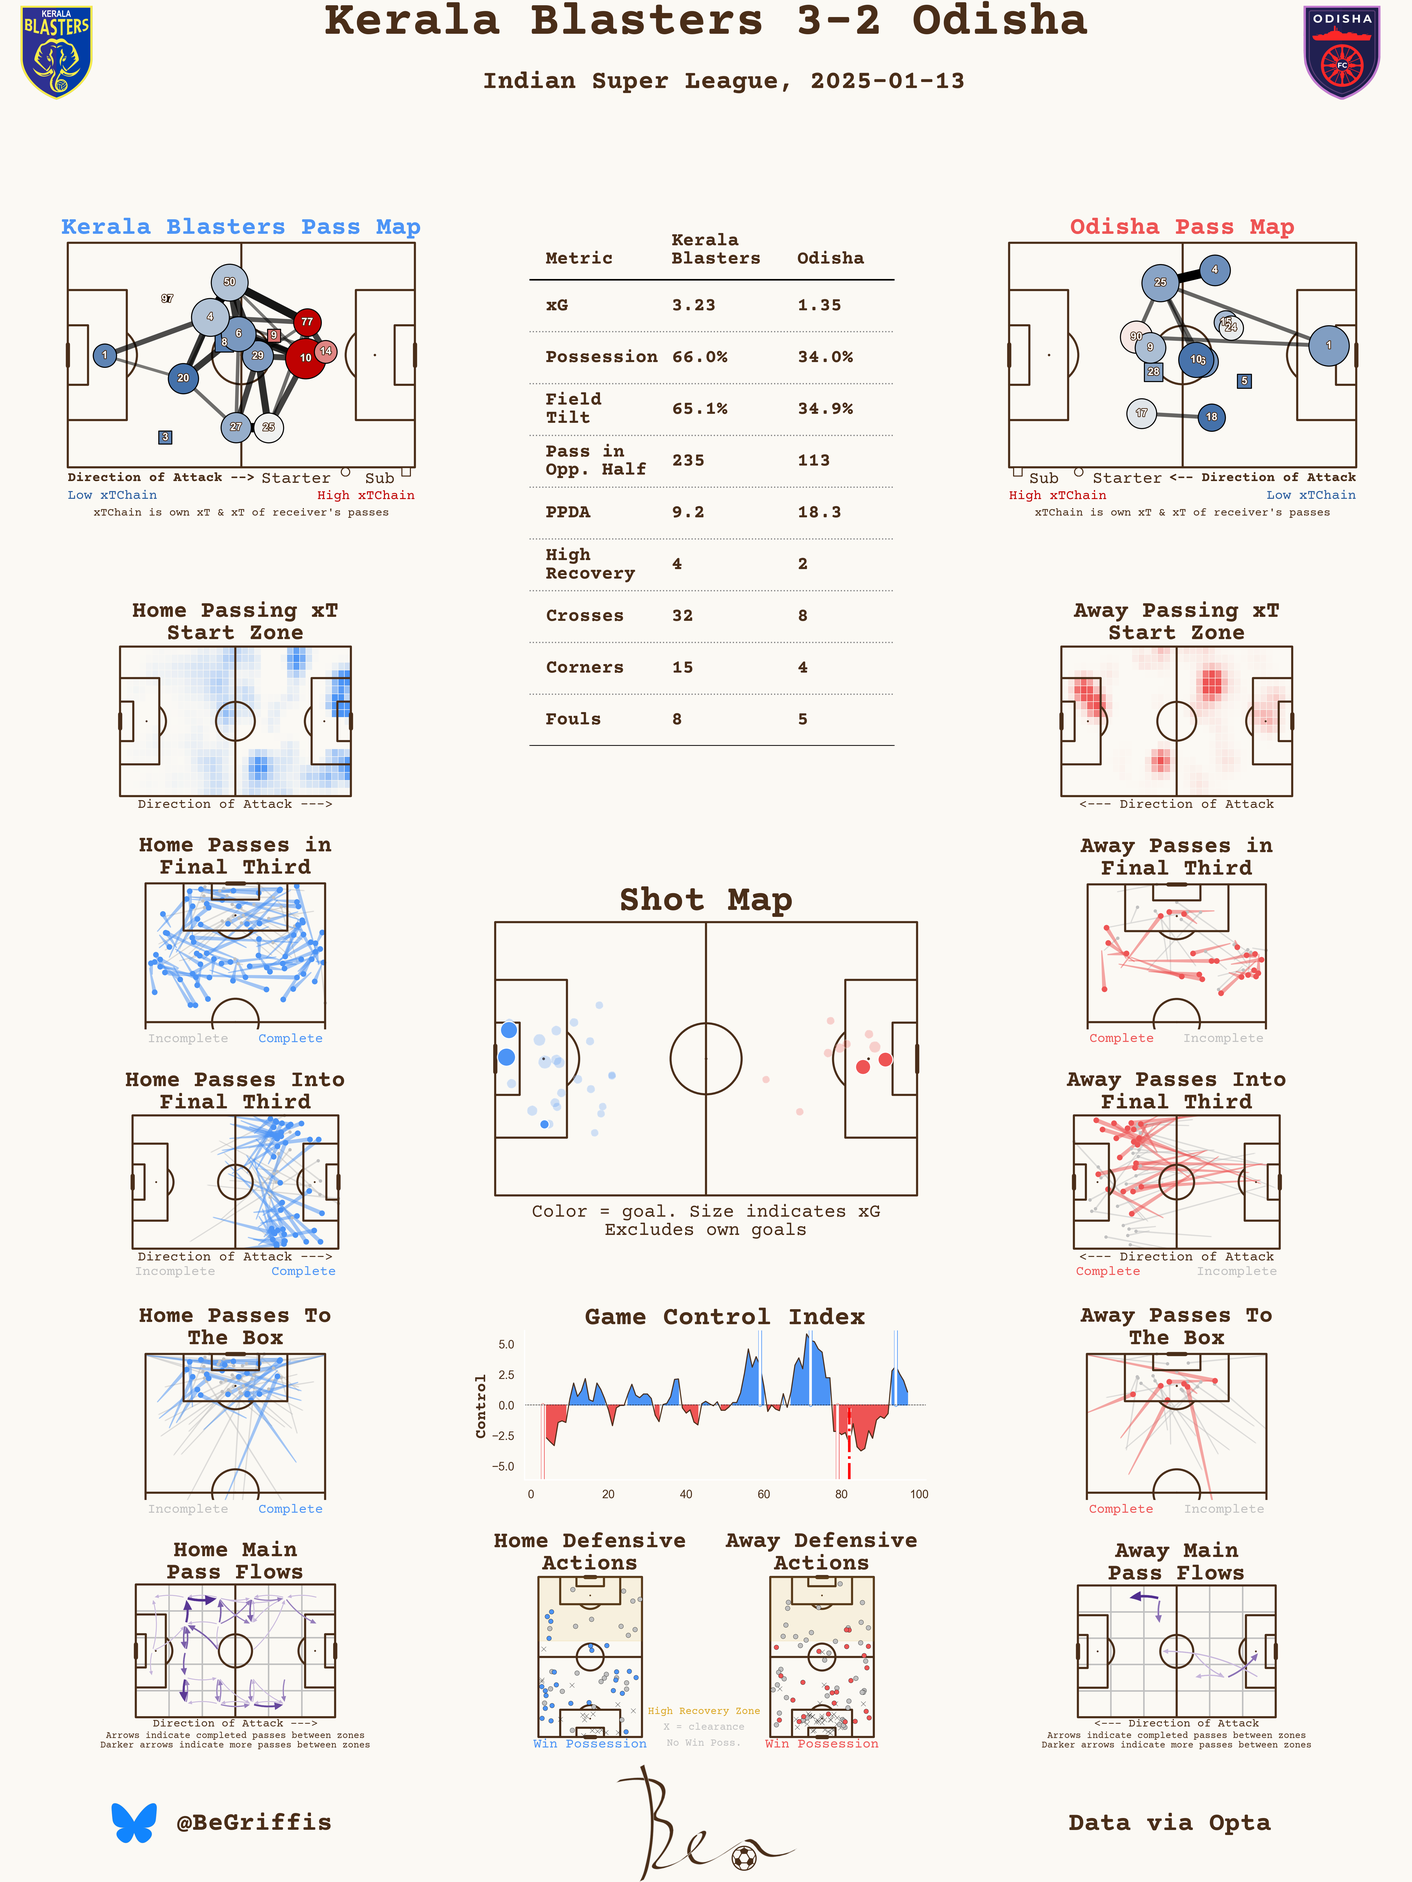 Kerala Blasters 3-2 Odisha
Indian Super League, 2025-01-13
KERALA
BLASTERS
ODISHA
FC
Kerala Blasters Pass Map
50
97
4
77
6
9
8
1
29
10
14
20
27
25
3
Direction of Attack --> Starter Sub
Low xTChain High xTChain
xTChain is own xT & xT of receiver's passes
Metric Kerala Blasters Odisha
xG 3.23 1.35
Possession 66.0% 34.0%
Field Tilt 65.1% 34.9%
Pass in Opp. Half 235 113
PPDA 9.2 18.3
High Recovery 4 2
Crosses 32 8
Corners 15 4
Fouls 8 5
Odisha Pass Map
4
25
15
24
90
9
1
10
28
5
17
18
Sub Starter <-- Direction of Attack
High xTChain Low xTChain
xTChain is own xT & xT of receiver's passes
Home Passing xT
Start Zone
Direction of Attack --->
Away Passing xT
Start Zone
<--- Direction of Attack
Home Passes in
Final Third
Incomplete Complete
Away Passes in
Final Third
Complete Incomplete
Shot Map
Color = goal. Size indicates xG
Excludes own goals
Home Passes Into
Final Third
Direction of Attack --->
Incomplete Complete
Away Passes Into
Final Third
<--- Direction of Attack
Complete Incomplete
Home Passes To
The Box
Incomplete Complete
Game Control Index
Control
5.0
2.5
0.0
−2.5
−5.0
0 20 40 60 80 100
Away Passes To
The Box
Complete Incomplete
Home Main
Pass Flows
Direction of Attack --->
Arrows indicate completed passes between zones
Darker arrows indicate more passes between zones
Home Defensive
Actions
Win Possession
Away Defensive
Actions
Win Possession
High Recovery Zone
X = clearance
No Win Poss.
Away Main
Pass Flows
<--- Direction of Attack
Arrows indicate completed passes between zones
Darker arrows indicate more passes between zones
@BeGriffis
Ben
Data via Opta